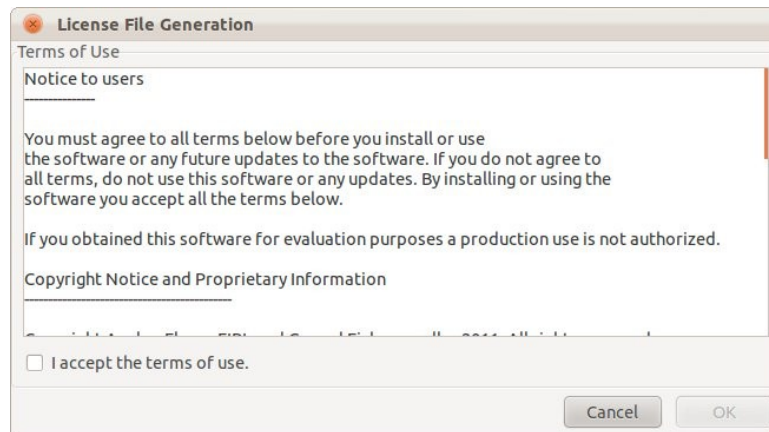 License File Generation
Terms of Use
Notice to users
---------------
You must agree to all terms below before you install or use
the software or any future updates to the software. If you do not agree to
all terms, do not use this software or any updates. By installing or using the
software you accept all the terms below.
If you obtained this software for evaluation purposes a production use is not authorized.
Copyright Notice and Proprietary Information
--------------------------------------------
I accept the terms of use.
Cancel
OK